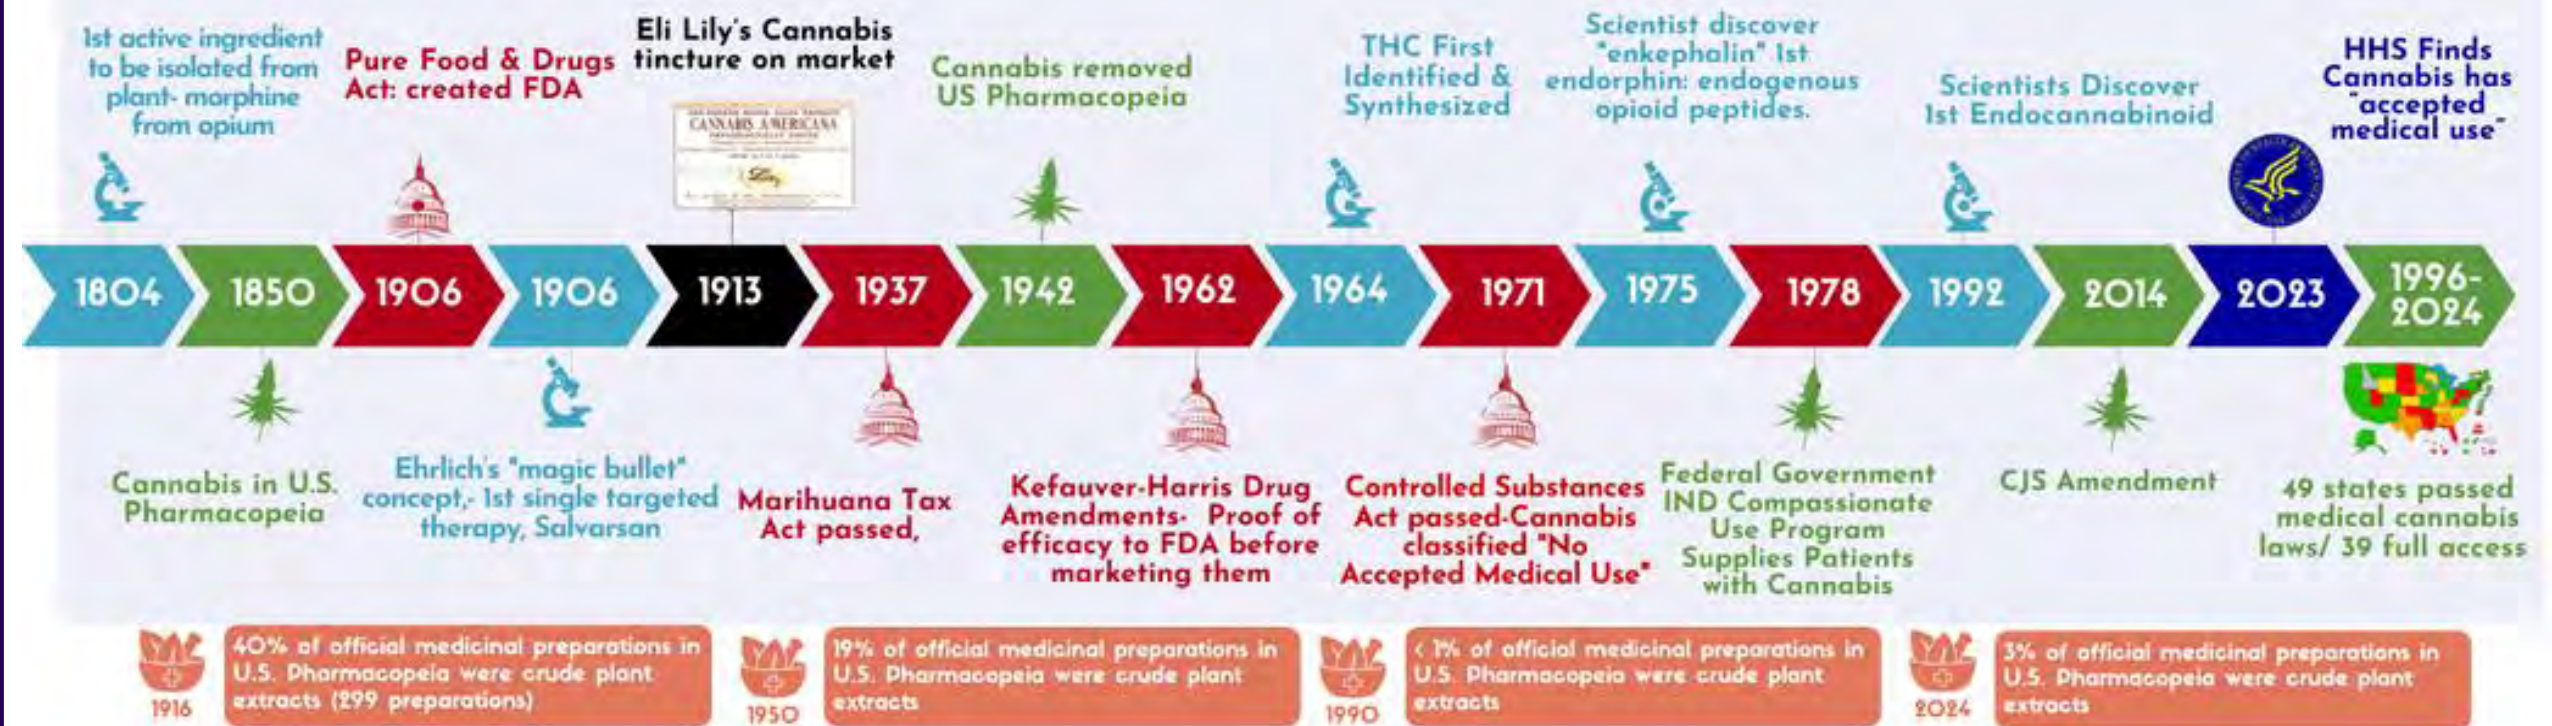 1st active ingredient
to be isolated from
plant- morphine
from opium
Pure Food & Drugs
Act: created FDA
Eli Lily's Cannabis
tincture on market
CANNABIS AMERICANA
Lilly
Cannabis removed
US Pharmacopeia
THC First
Identified &
Synthesized
Scientist discover
"enkephalin" 1st
endorphin: endogenous
opioid peptides.
Scientists Discover
1st Endocannabinoid
HHS Finds
Cannabis has
"accepted
medical use"
1804
1850
1906
1906
1913
1937
1942
1962
1964
1971
1975
1978
1992
2014
2023
1996-
2024
Cannabis in U.S.
Pharmacopeia
Ehrlich's "magic bullet"
concept,- 1st single targeted
therapy, Salvarsan
Marihuana Tax
Act passed,
Kefauver-Harris Drug
Amendments- Proof of
efficacy to FDA before
marketing them
Controlled Substances
Act passed-Cannabis
classified "No
Accepted Medical Use"
Federal Government
IND Compassionate
Use Program
Supplies Patients
with Cannabis
CJS Amendment
49 states passed
medical cannabis
laws/ 39 full access
1916
40% of official medicinal preparations in
U.S. Pharmacopeia were crude plant
extracts (299 preparations)
1950
19% of official medicinal preparations in
U.S. Pharmacopeia were crude plant
extracts
1990
< 1% of official medicinal preparations in
U.S. Pharmacopeia were crude plant
extracts
2024
3% of official medicinal preparations in
U.S. Pharmacopeia were crude plant
extracts